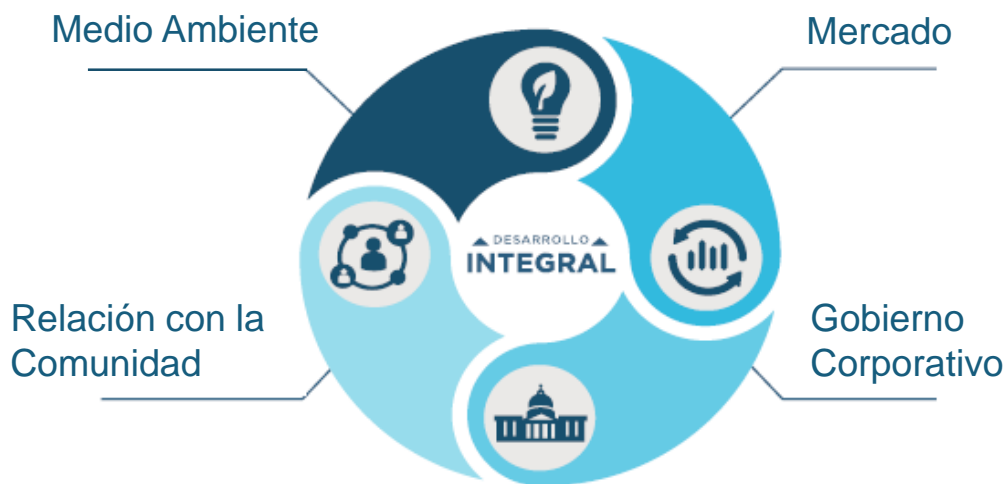 Medio Ambiente
Mercado
DESARROLLO
INTEGRAL
Relación con la
Comunidad
Gobierno
Corporativo